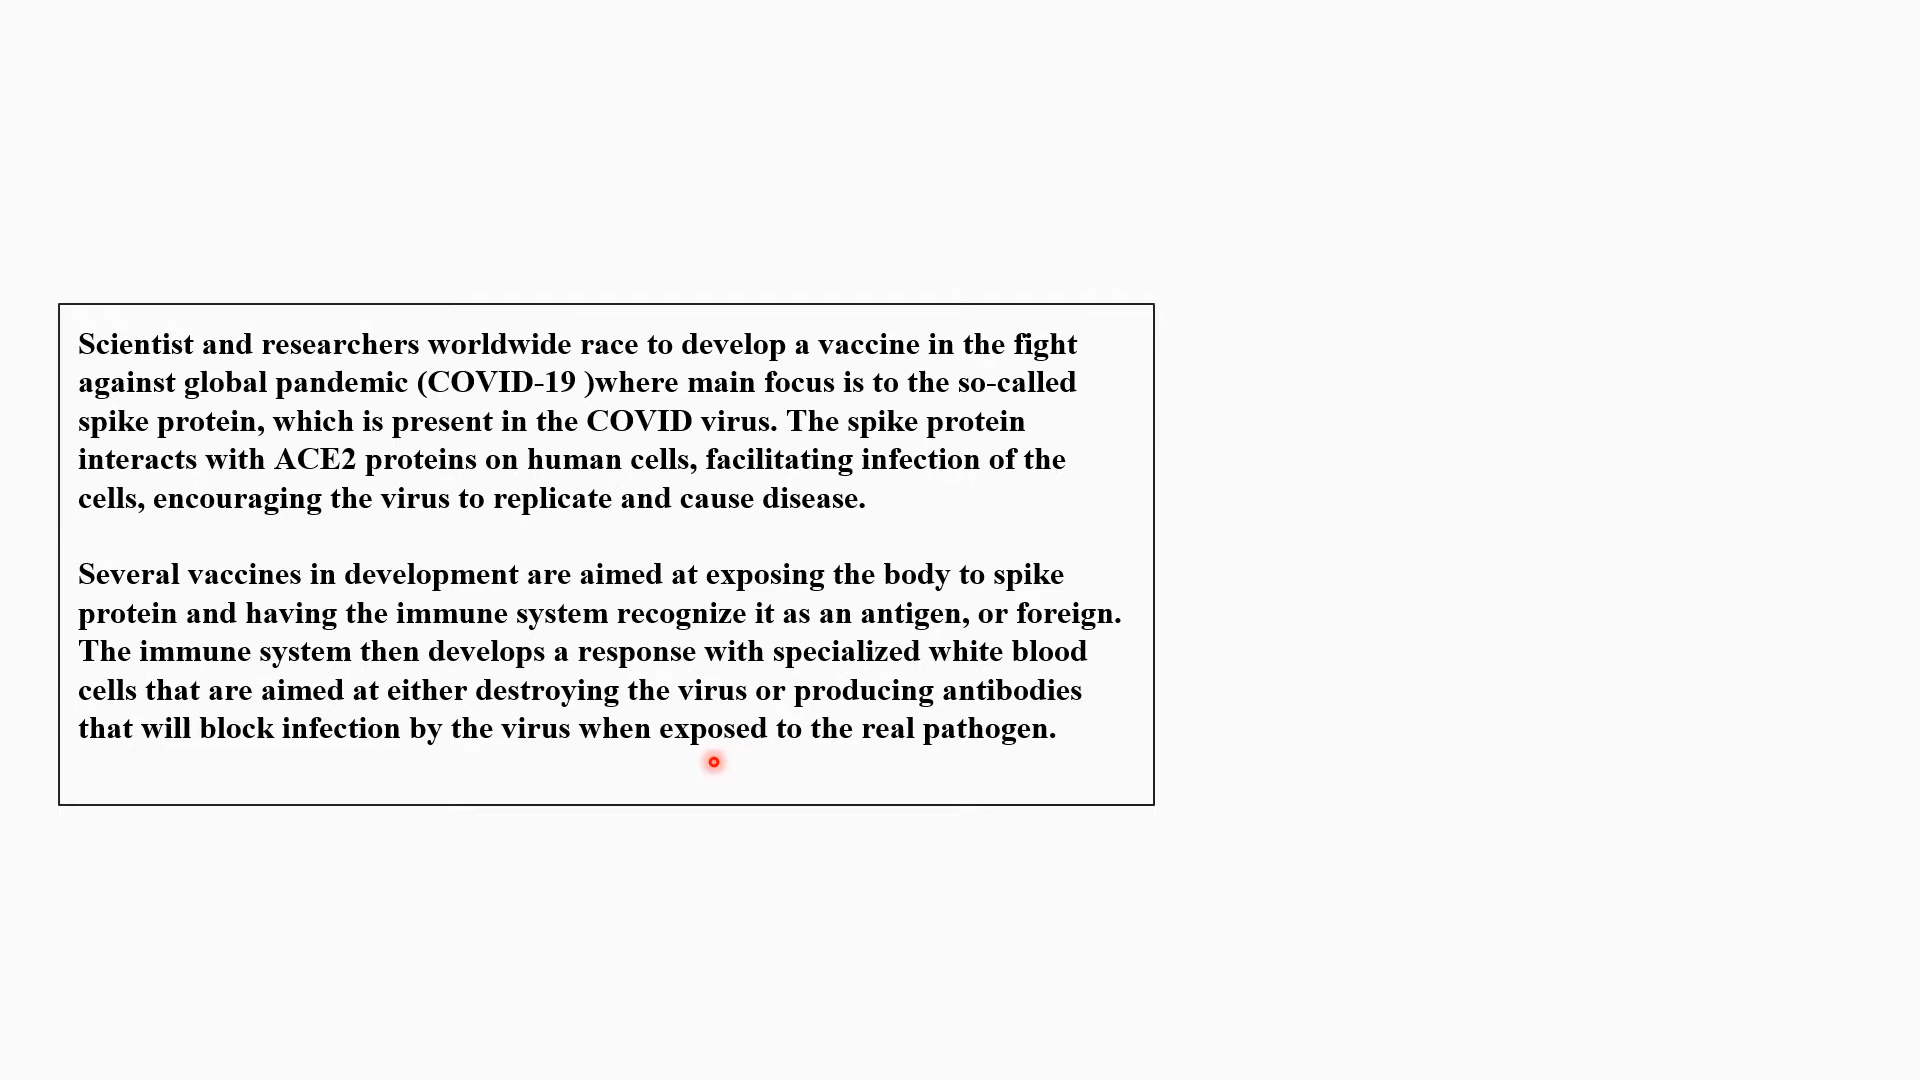 Scientist and researchers worldwide race to develop a vaccine in the fight
against global pandemic (COVID-19 )where main focus is to the so-called
spike protein, which is present in the COVID virus. The spike protein
interacts with ACE2 proteins on human cells, facilitating infection of the
cells, encouraging the virus to replicate and cause disease.
Several vaccines in development are aimed at exposing the body to spike
protein and having the immune system recognize it as an antigen, or foreign.
The immune system then develops a response with specialized white blood
cells that are aimed at either destroying the virus or producing antibodies
that will block infection by the virus when exposed to the real pathogen.